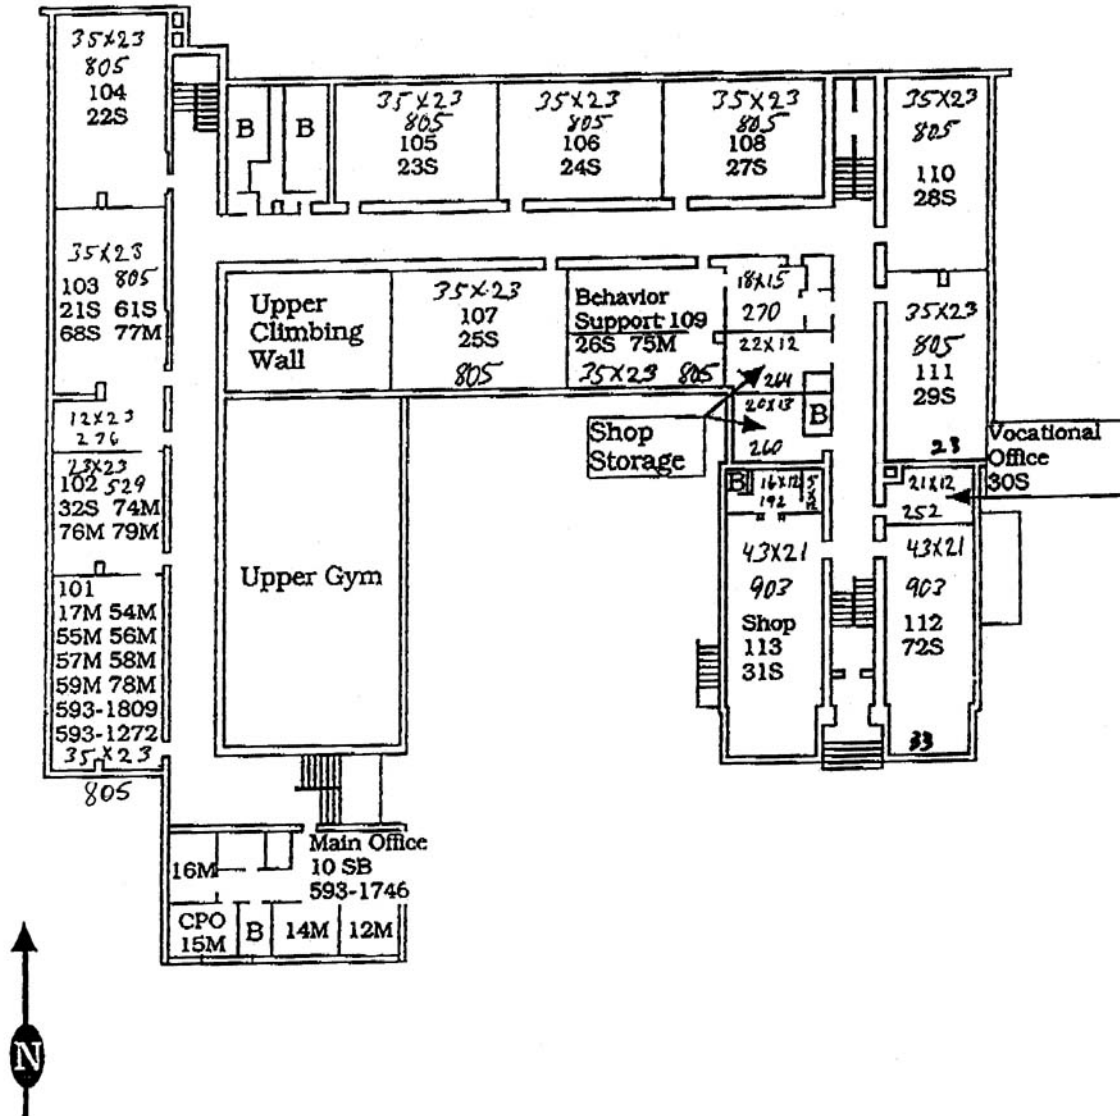 35X23
805
104
22S
B
B
35X23
805
105
23S
35X23
805
106
24S
35X23
805
108
27S
35X23
805
110
28S
35X23
103 805
21S 61S
68S 77M
Upper
Climbing
Wall
35X23
107
25S
805
Behavior
Support 109
26S 75M
35X23 805
18X15
270
22X12
264
20X13
260
B
Shop
Storage
35X23
805
111
29S
23
Vocational
Office
30S
12X23
276
23X23
102 529
32S 74M
76M 79M
B
16X12
192
5X12
21X12
252
101
17M 54M
55M 56M
57M 58M
59M 78M
593-1809
593-1272
35X23
805
Upper Gym
43X21
903
Shop
113
31S
43X21
903
112
72S
33
Main Office
10 SB
593-1746
16M
CPO
15M
B
14M
12M
N